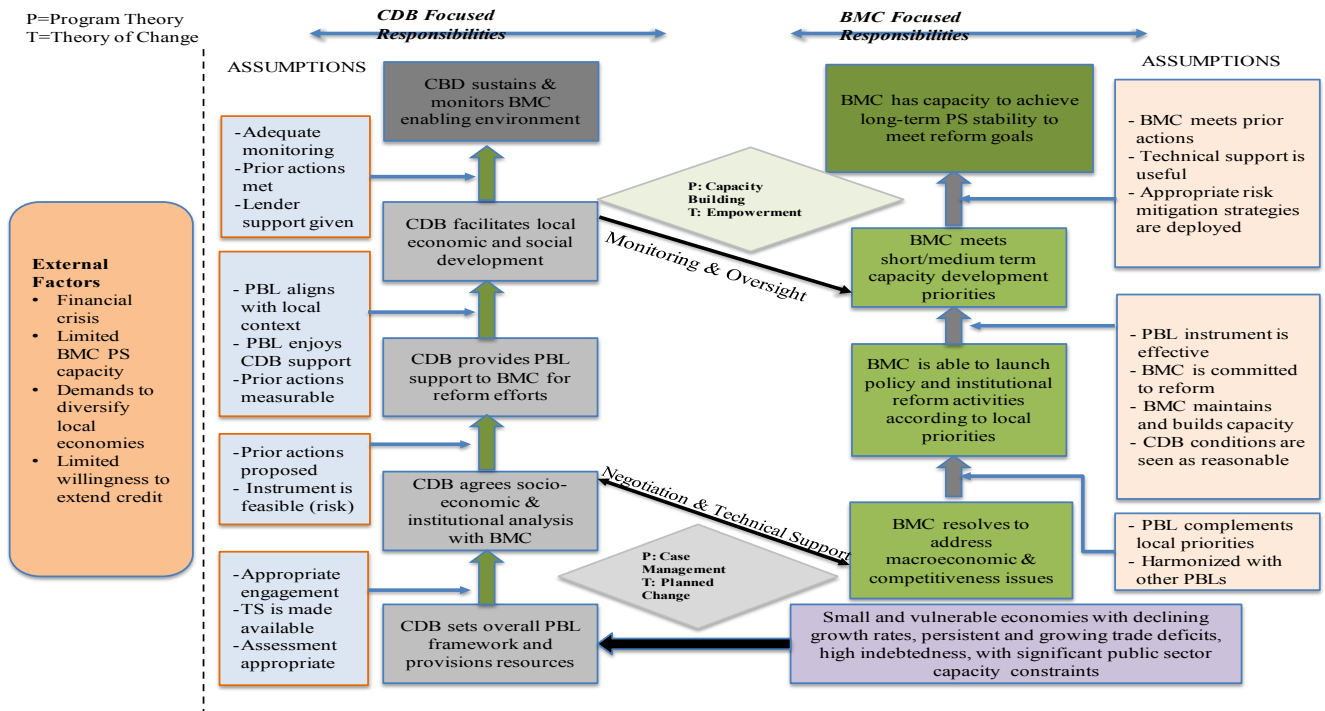 P=Program Theory
T=Theory of Change
CDB Focused
Responsibilities
BMC Focused
Responsibilities
ASSUMPTIONS
ASSUMPTIONS
External
Factors
• Financial
crisis
• Limited
BMC PS
capacity
• Demands to
diversify
local
economies
• Limited
willingness to
extend credit
-Adequate
monitoring
-Prior actions
met
-Lender
support given
- PBL aligns
with local
context
- PBL enjoys
CDB support
-Prior actions
measurable
-Prior actions
proposed
- Instrument is
feasible (risk)
-Appropriate
engagement
-TS is made
available
-Assessment
appropriate
CBD sustains &
monitors BMC
enabling environment
CDB facilitates local
economic and social
development
CDB provides PBL
support to BMC for
reform efforts
CDB agrees socio-
economic &
institutional analysis
with BMC
CDB sets overall PBL
framework and
provisions resources
P: Capacity
Building
T: Empowerment
Monitoring & Oversight
Negotiation & Technical Support
P: Case
Management
T: Planned
Change
BMC has capacity to achieve
long-term PS stability to
meet reform goals
BMC meets
short/medium term
capacity development
priorities
BMC is able to launch
policy and institutional
reform activities
according to local
priorities
BMC resolves to
address
macroeconomic &
competitiveness issues
Small and vulnerable economies with declining
growth rates, persistent and growing trade deficits,
high indebtedness, with significant public sector
capacity constraints
- BMC meets prior
actions
- Technical support is
useful
- Appropriate risk
mitigation strategies
are deployed
- PBL instrument is
effective
- BMC is committed
to reform
- BMC maintains
and builds capacity
- CDB conditions are
seen as reasonable
- PBL complements
local priorities
- Harmonized with
other PBLs